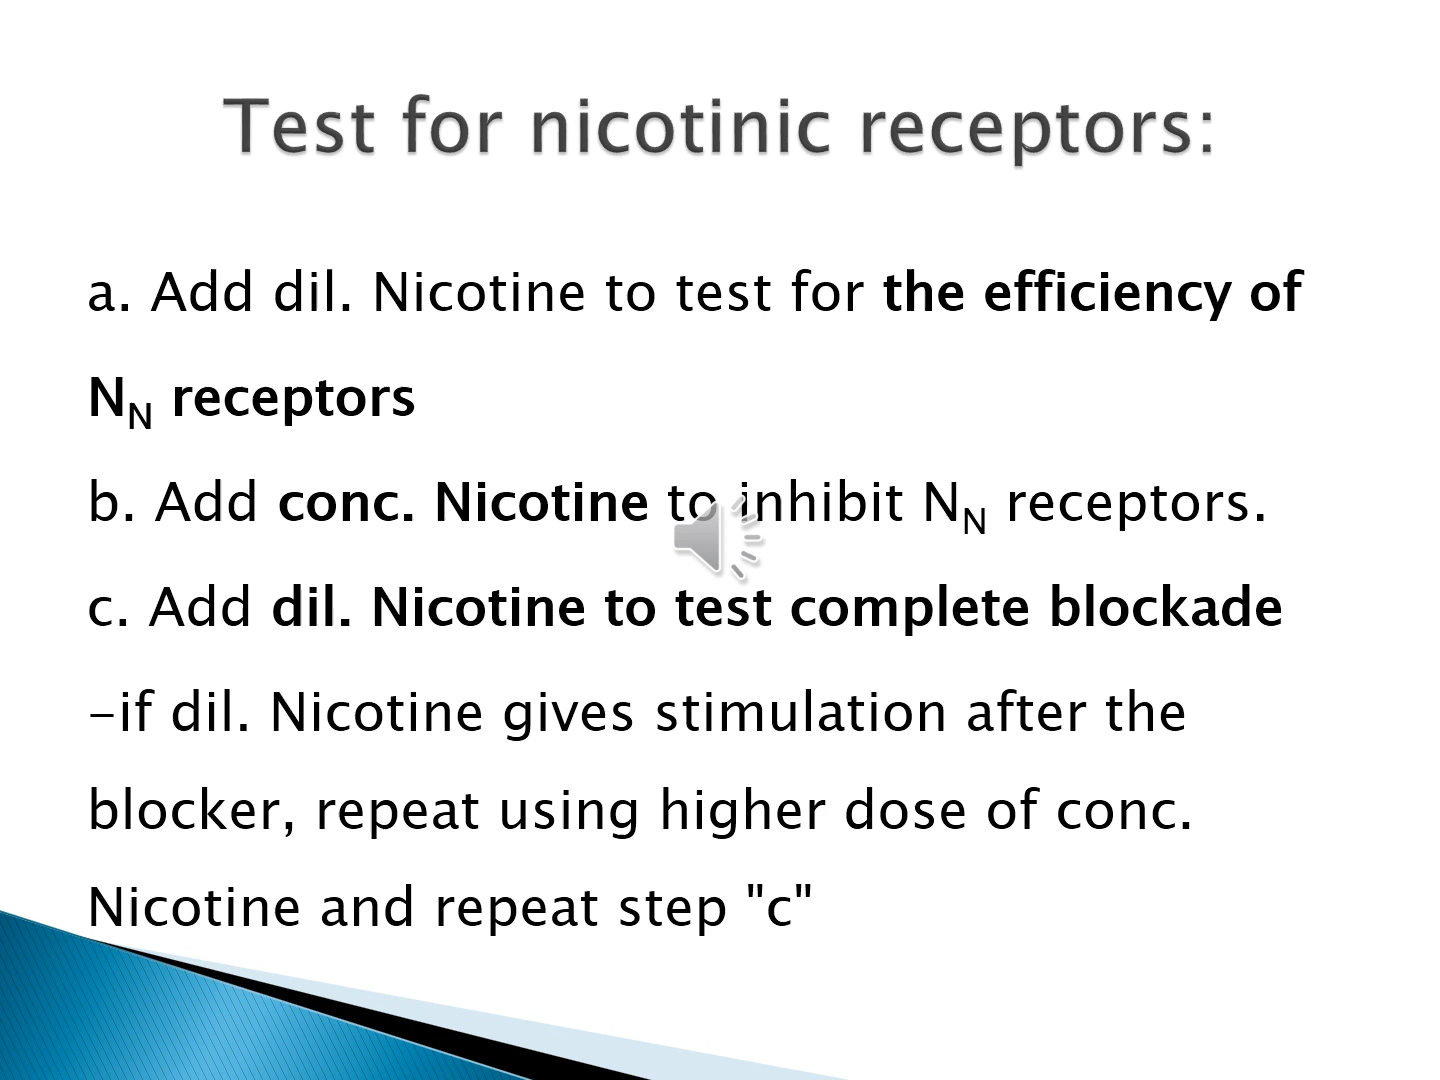 Test for nicotinic receptors:
a. Add dil. Nicotine to test for the efficiency of
N_N receptors
b. Add conc. Nicotine to inhibit N_N receptors.
c. Add dil. Nicotine to test complete blockade
-if dil. Nicotine gives stimulation after the
blocker, repeat using higher dose of conc.
Nicotine and repeat step "c"